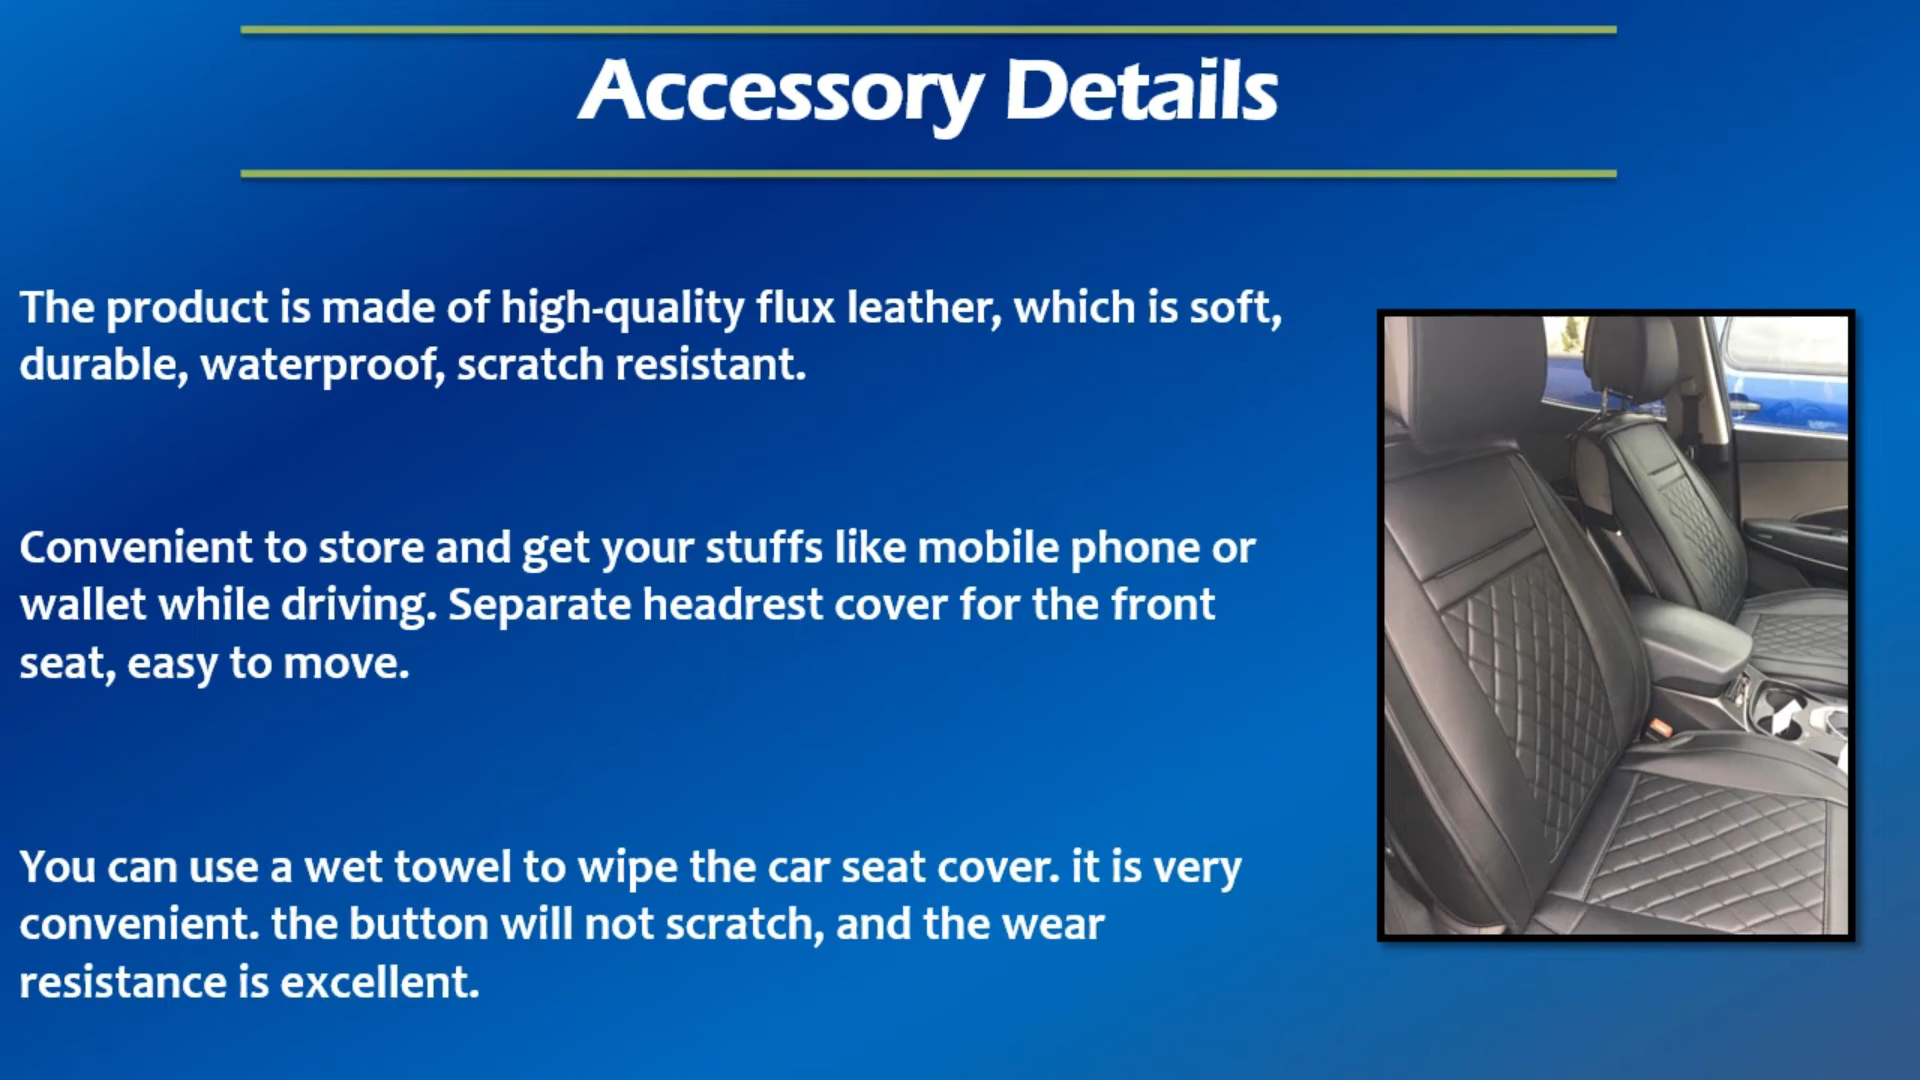 Accessory Details
The product is made of high-quality flux leather, which is soft,
durable, waterproof, scratch resistant.
Convenient to store and get your stuffs like mobile phone or
wallet while driving. Separate headrest cover for the front
seat, easy to move.
You can use a wet towel to wipe the car seat cover. it is very
convenient. the button will not scratch, and the wear
resistance is excellent.